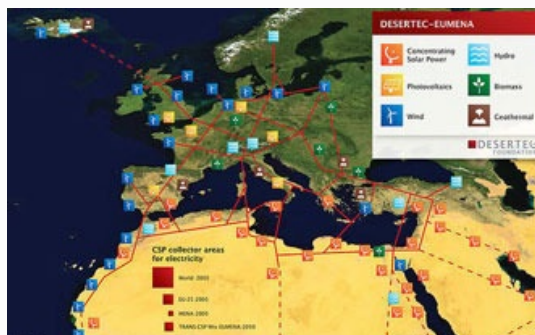 DESERTEC-EUMENA
Concentrating
Solar Power
Hydro
Photovoltaics
Biomass
Wind
Geothermal
DESERTEC
FOUNDATION
CSP collector areas
for electricity
World 2005
EU-25 2005
MENA 2005
TRANS-CSP Mix EUMENA 2050